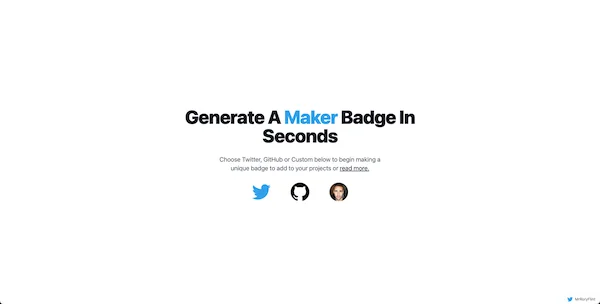 Generate A Maker Badge In
Seconds
Choose Twitter, GitHub or Custom below to begin making a
unique badge to add to your projects or read more.